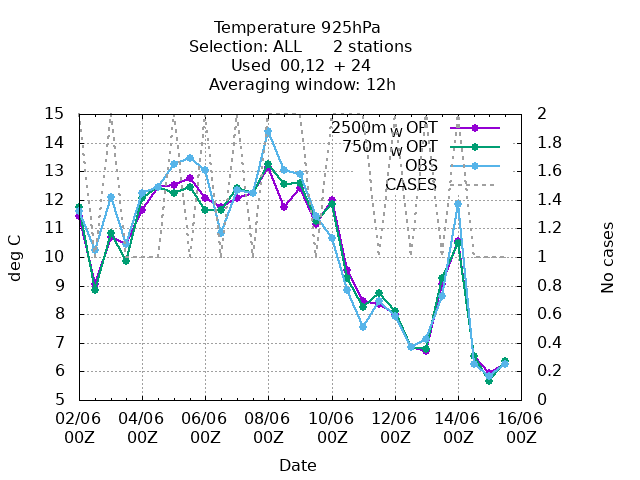 Temperature 925hPa
Selection: ALL 2 stations
Used 00,12 + 24
Averaging window: 12h
15 2
2500m W OPT
14 1.8
750m W OPT
OBS
13 1.6
CASES
12 1.4
11 1.2
10 1
9 0.8
8 0.6
7 0.4
6 0.2
5 0
deg C
No cases
02/06 04/06 06/06 08/06 10/06 12/06 14/06 16/06
00Z 00Z 00Z 00Z 00Z 00Z 00Z 00Z
Date